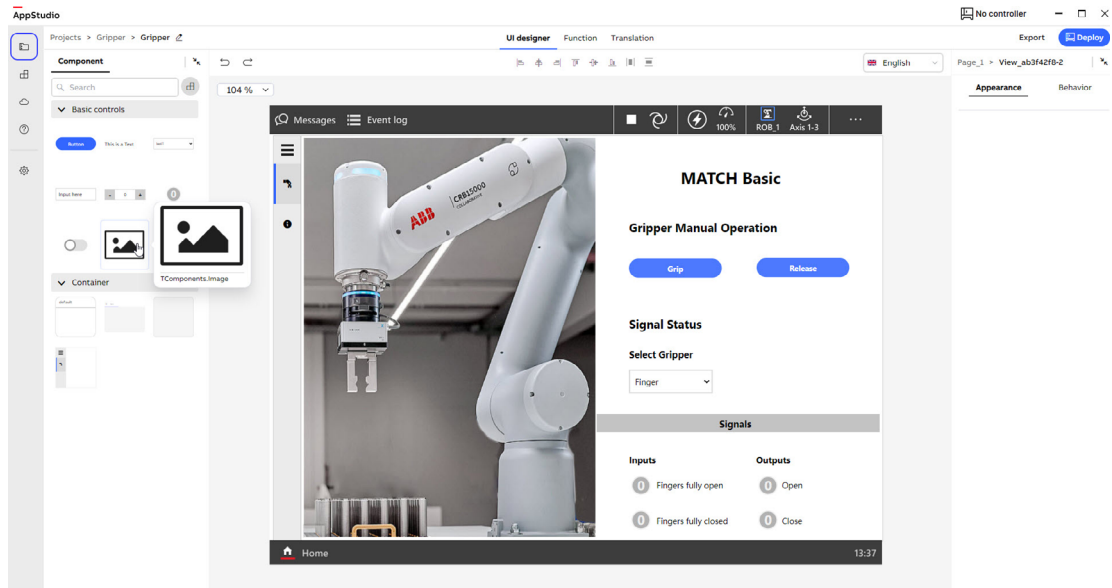 AppStudio
No controller
Projects > Gripper > Gripper
UI designer
Function
Translation
Export
Deploy
Component
English
Page_1 > View_ab3f42f8-2
Search
104 %
Appearance
Behavior
Basic controls
Messages
Event log
100%
ROB_1
Axis 1-3
...
Button
This is a Text
Input here
0
0
TComponents.Image
Container
default
ABB
CRB15000
COLLABORATIVE
MATCH Basic
Gripper Manual Operation
Grip
Release
Signal Status
Select Gripper
Finger
Signals
Inputs
Outputs
0 Fingers fully open
0 Open
0 Fingers fully closed
0 Close
Home
13:37